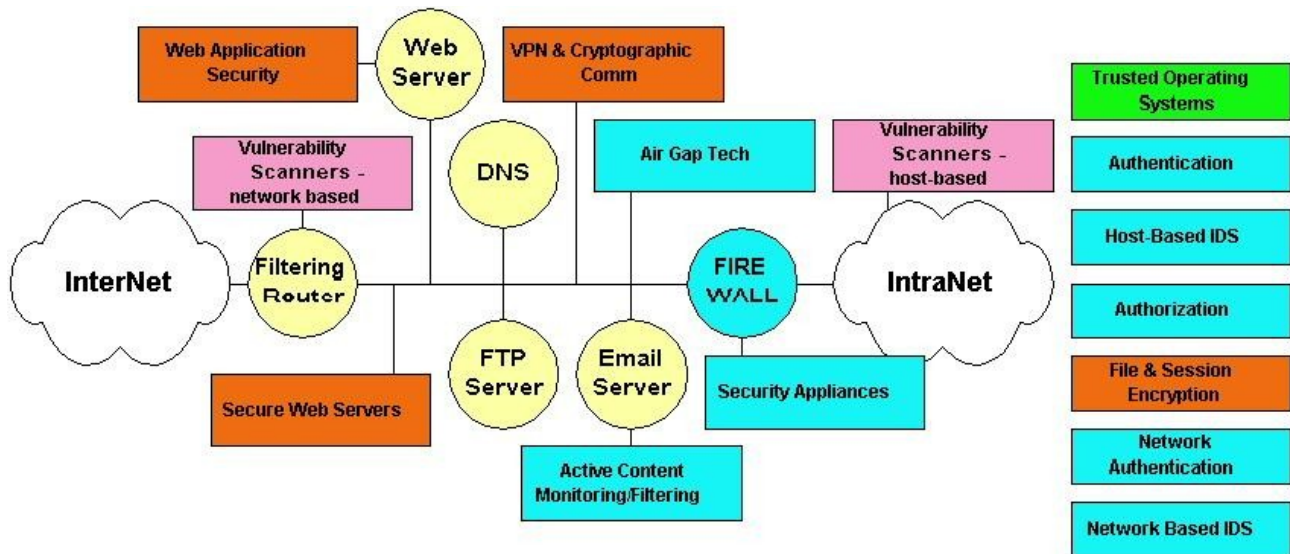 Web Application
Security
Web
Server
VPN & Cryptographic
Comm
Trusted Operating
Systems
Vulnerability
Scanners -
network based
DNS
Air Gap Tech
Vulnerability
Scanners -
host-based
Authentication
Host-Based IDS
InterNet
Filtering
Router
FIRE
WALL
IntraNet
Authorization
FTP
Server
Email
Server
Secure Web Servers
Security Appliances
File & Session
Encryption
Active Content
Monitoring/Filtering
Network
Authentication
Network Based IDS